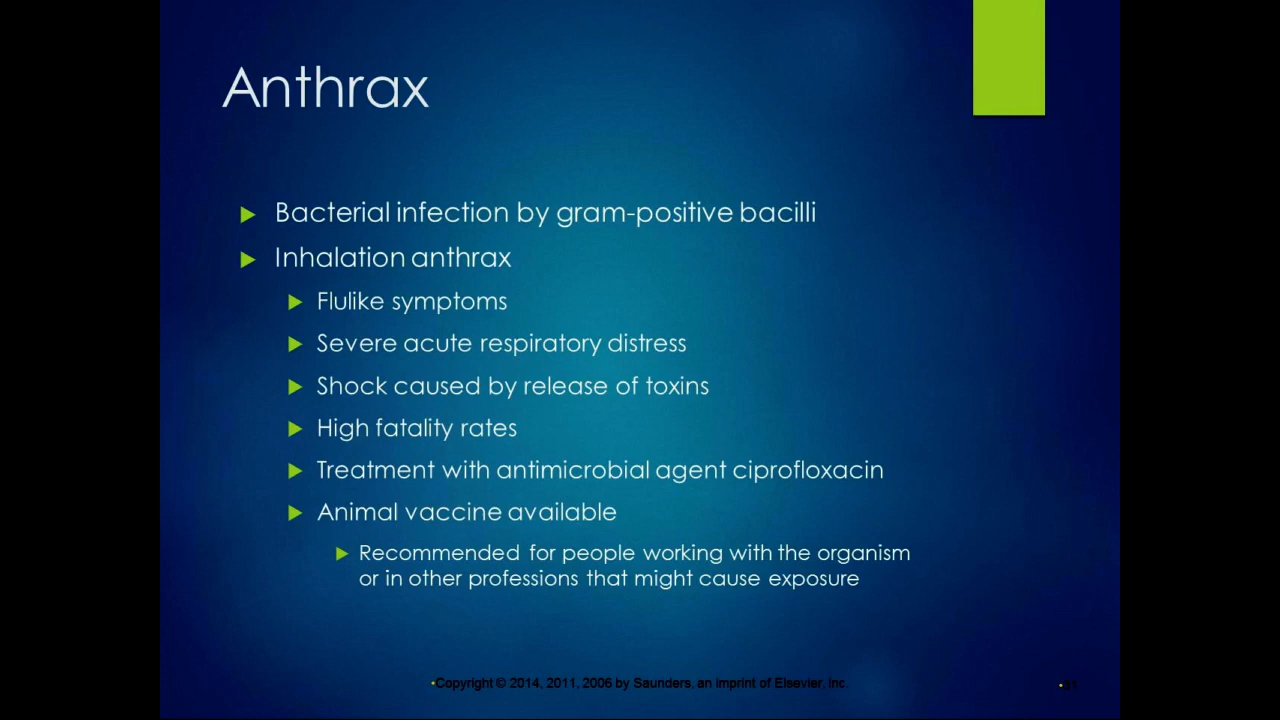 Anthrax
Bacterial infection by gram-positive bacilli
Inhalation anthrax
Flulike symptoms
Severe acute respiratory distress
Shock caused by release of toxins
High fatality rates
Treatment with antimicrobial agent ciprofloxacin
Animal vaccine available
Recommended for people working with the organism
or in other professions that might cause exposure
•Copyright © 2014, 2011, 2006 by Saunders, an imprint of Elsevier, Inc.